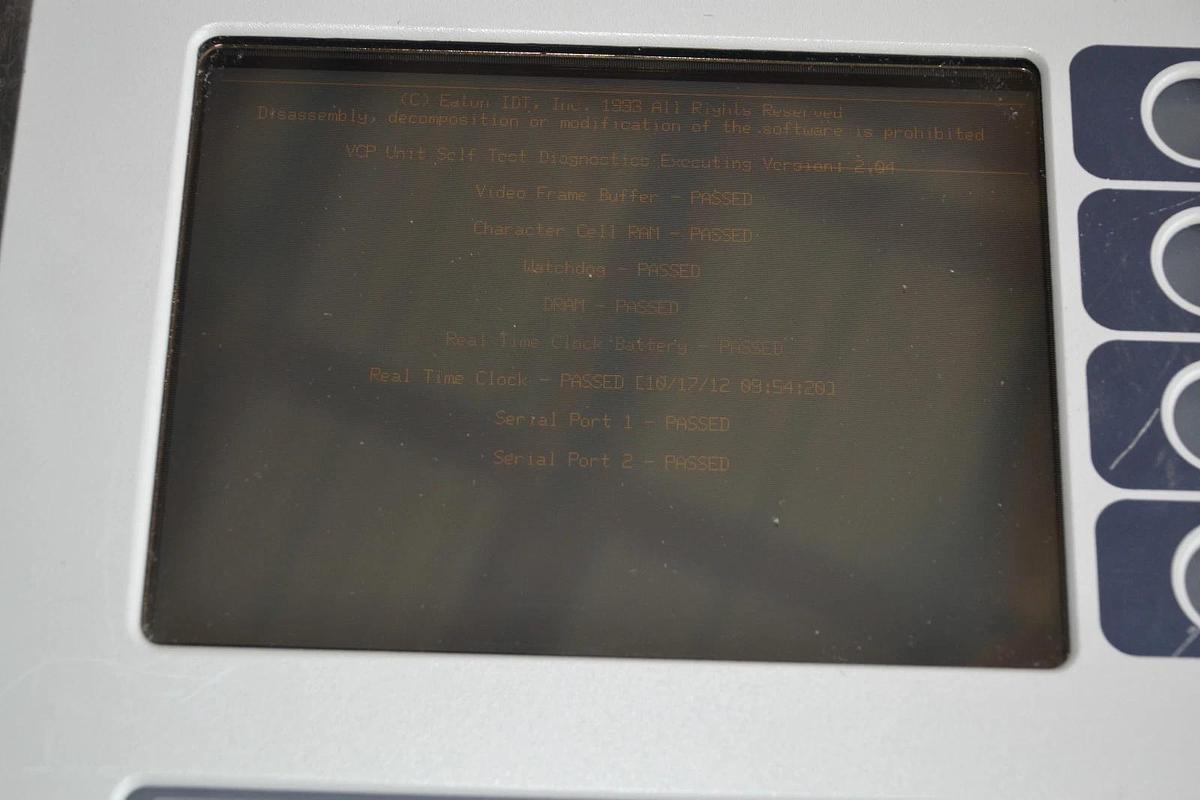 (C) Eaton IDT, Inc. 1993 All Rights Reserved
Disassembly, decomposition or modification of the software is prohibited
VCP Unit Self Test Diagnostics Executing Version: 2.04
Video Frame Buffer - PASSED
Character Cell RAM - PASSED
Watchdog - PASSED
DRAM - PASSED
Real Time Clock Battery - PASSED
Real Time Clock - PASSED [10/17/12 09:54:20]
Serial Port 1 - PASSED
Serial Port 2 - PASSED